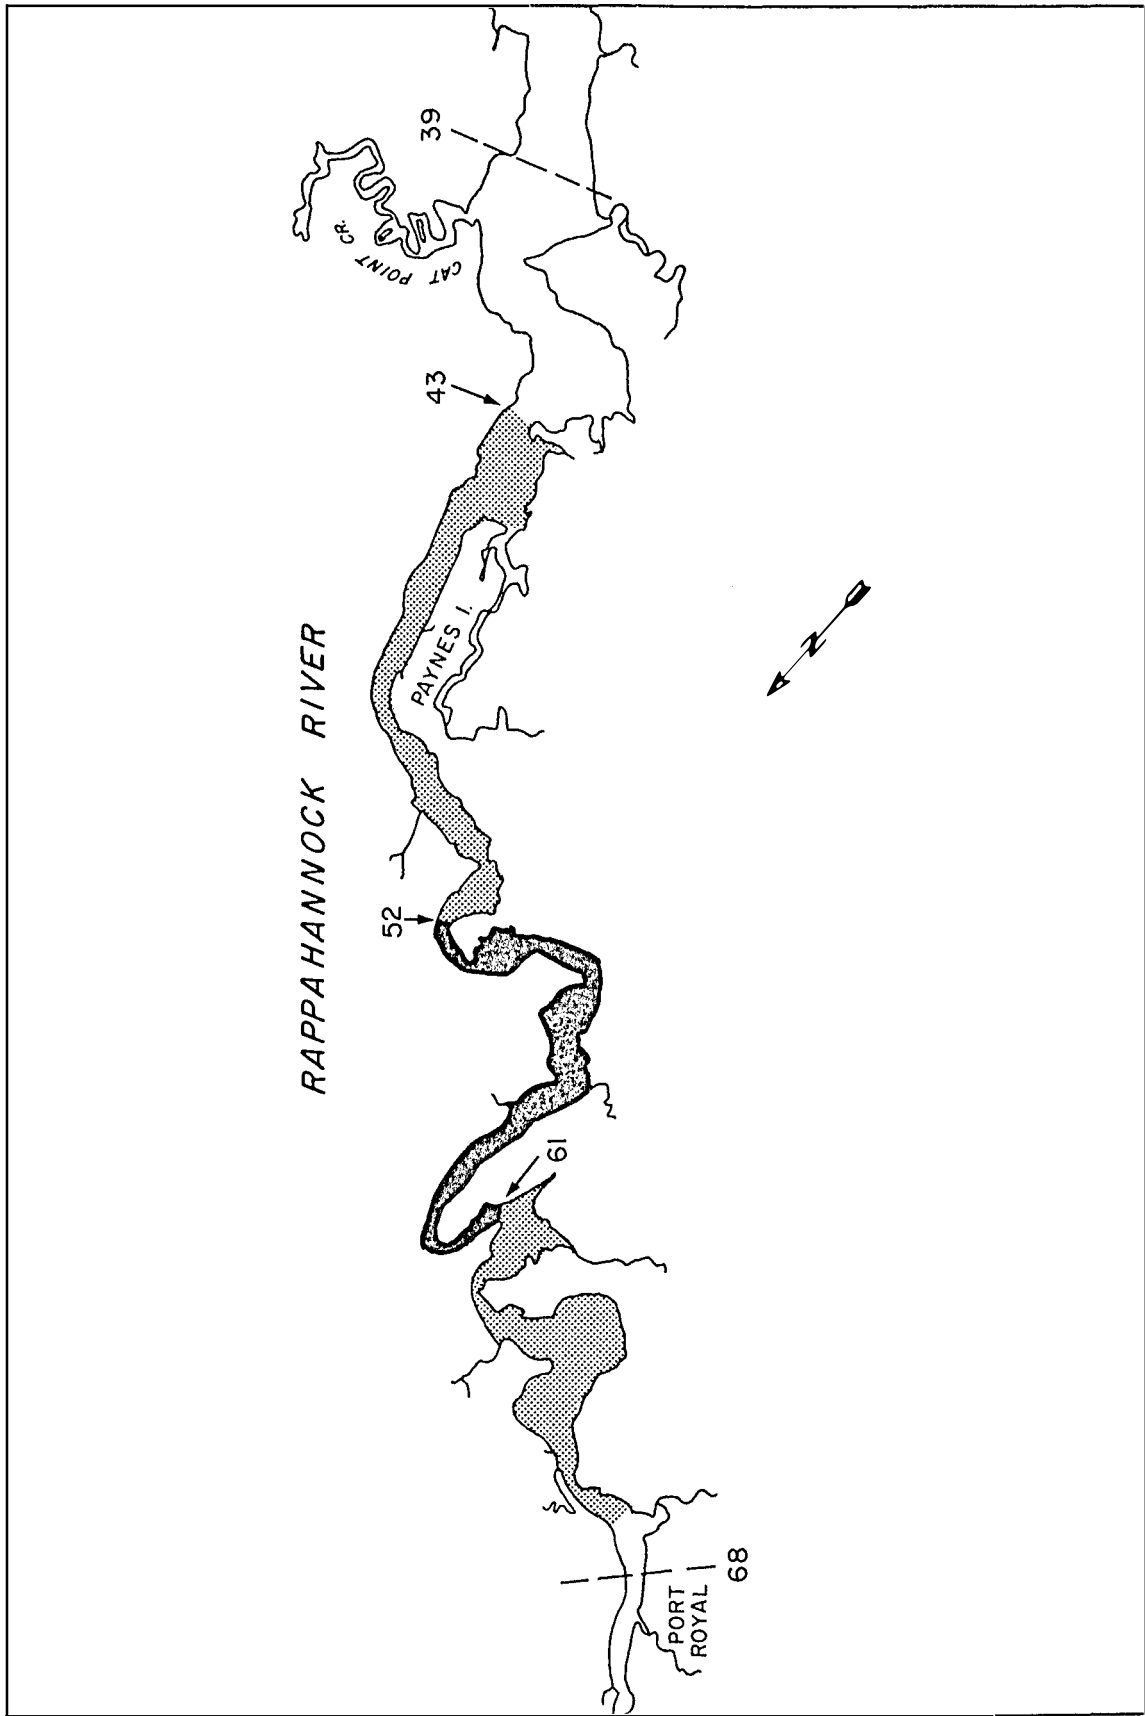 RAPPAHANNOCK RIVER
39
CAT POINT CR.
43
PAYNES I.
N
52
61
68
PORT
ROYAL